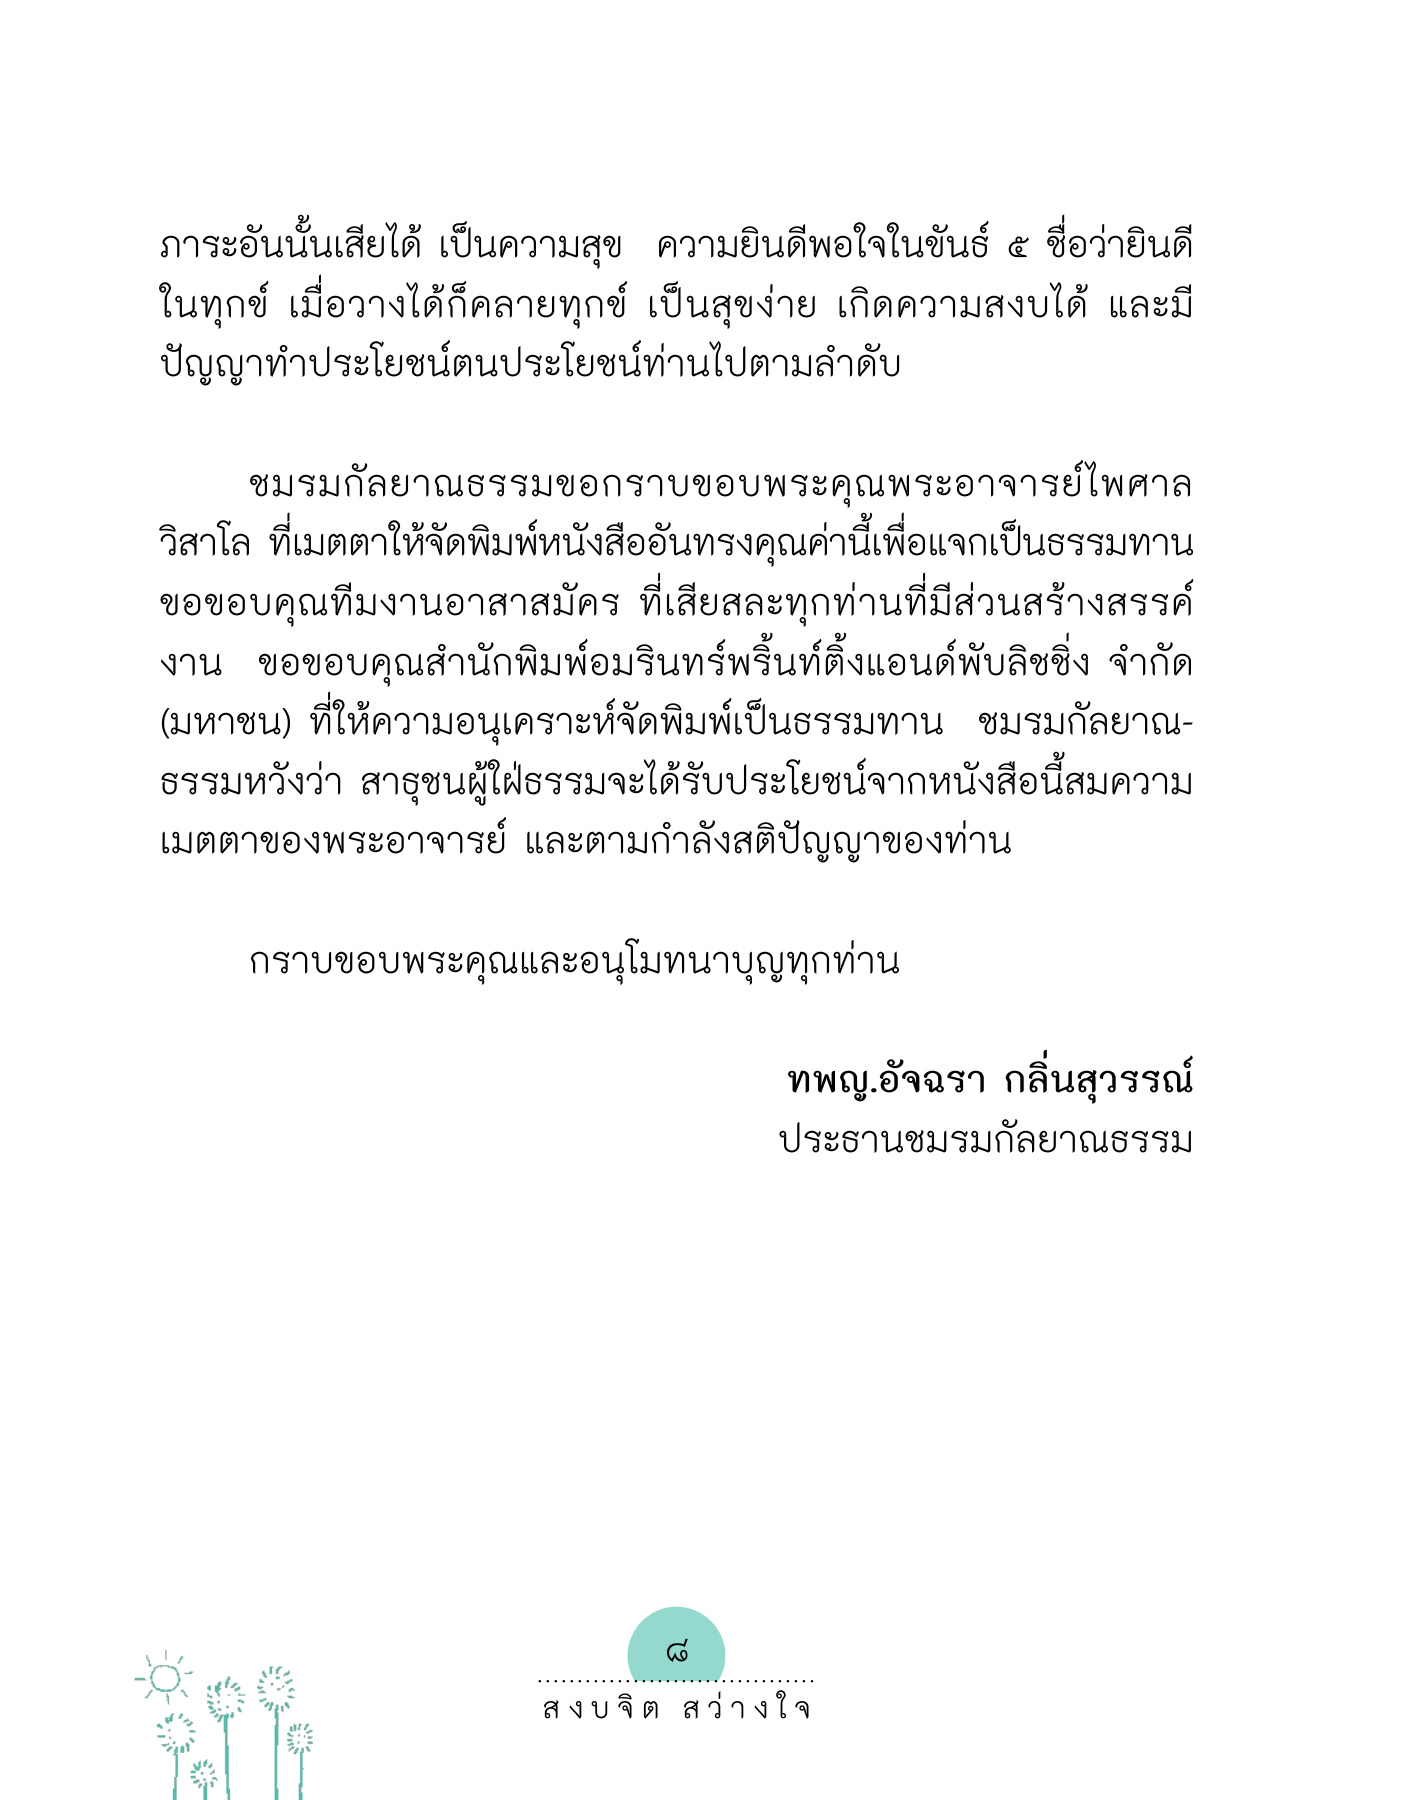 ภาระอันนั้นเสียได้ เป็นความสุข ความยินดีพอใจในขันธ์ ๕ ชื่อว่ายินดี
ในทุกข์ เมื่อวางได้ก็คลายทุกข์ เป็นสุขง่าย เกิดความสงบได้ และมี
ปัญญาทำประโยชน์ตนประโยชน์ท่านไปตามลำดับ
ชมรมกัลยาณธรรมขอกราบขอบพระคุณพระอาจารย์ไพศาล
วิสาโล ที่เมตตาให้จัดพิมพ์หนังสืออันทรงคุณค่านี้เพื่อแจกเป็นธรรมทาน
ขอขอบคุณทีมงานอาสาสมัคร ที่เสียสละทุกท่านที่มีส่วนสร้างสรรค์
งาน ขอขอบคุณสำนักพิมพ์อมรินทร์พริ้นท์ติ้งแอนด์พับลิชชิ่ง จำกัด
(มหาชน) ที่ให้ความอนุเคราะห์จัดพิมพ์เป็นธรรมทาน ชมรมกัลยาณ-
ธรรมหวังว่า สาธุชนผู้ใฝ่ธรรมจะได้รับประโยชน์จากหนังสือนี้สมความ
เมตตาของพระอาจารย์ และตามกำลังสติปัญญาของท่าน
กราบขอบพระคุณและอนุโมทนาบุญทุกท่าน
ทพญ.อัจฉรา กลิ่นสุวรรณ์
ประธานชมรมกัลยาณธรรม
๘
สงบจิต สว่างใจ